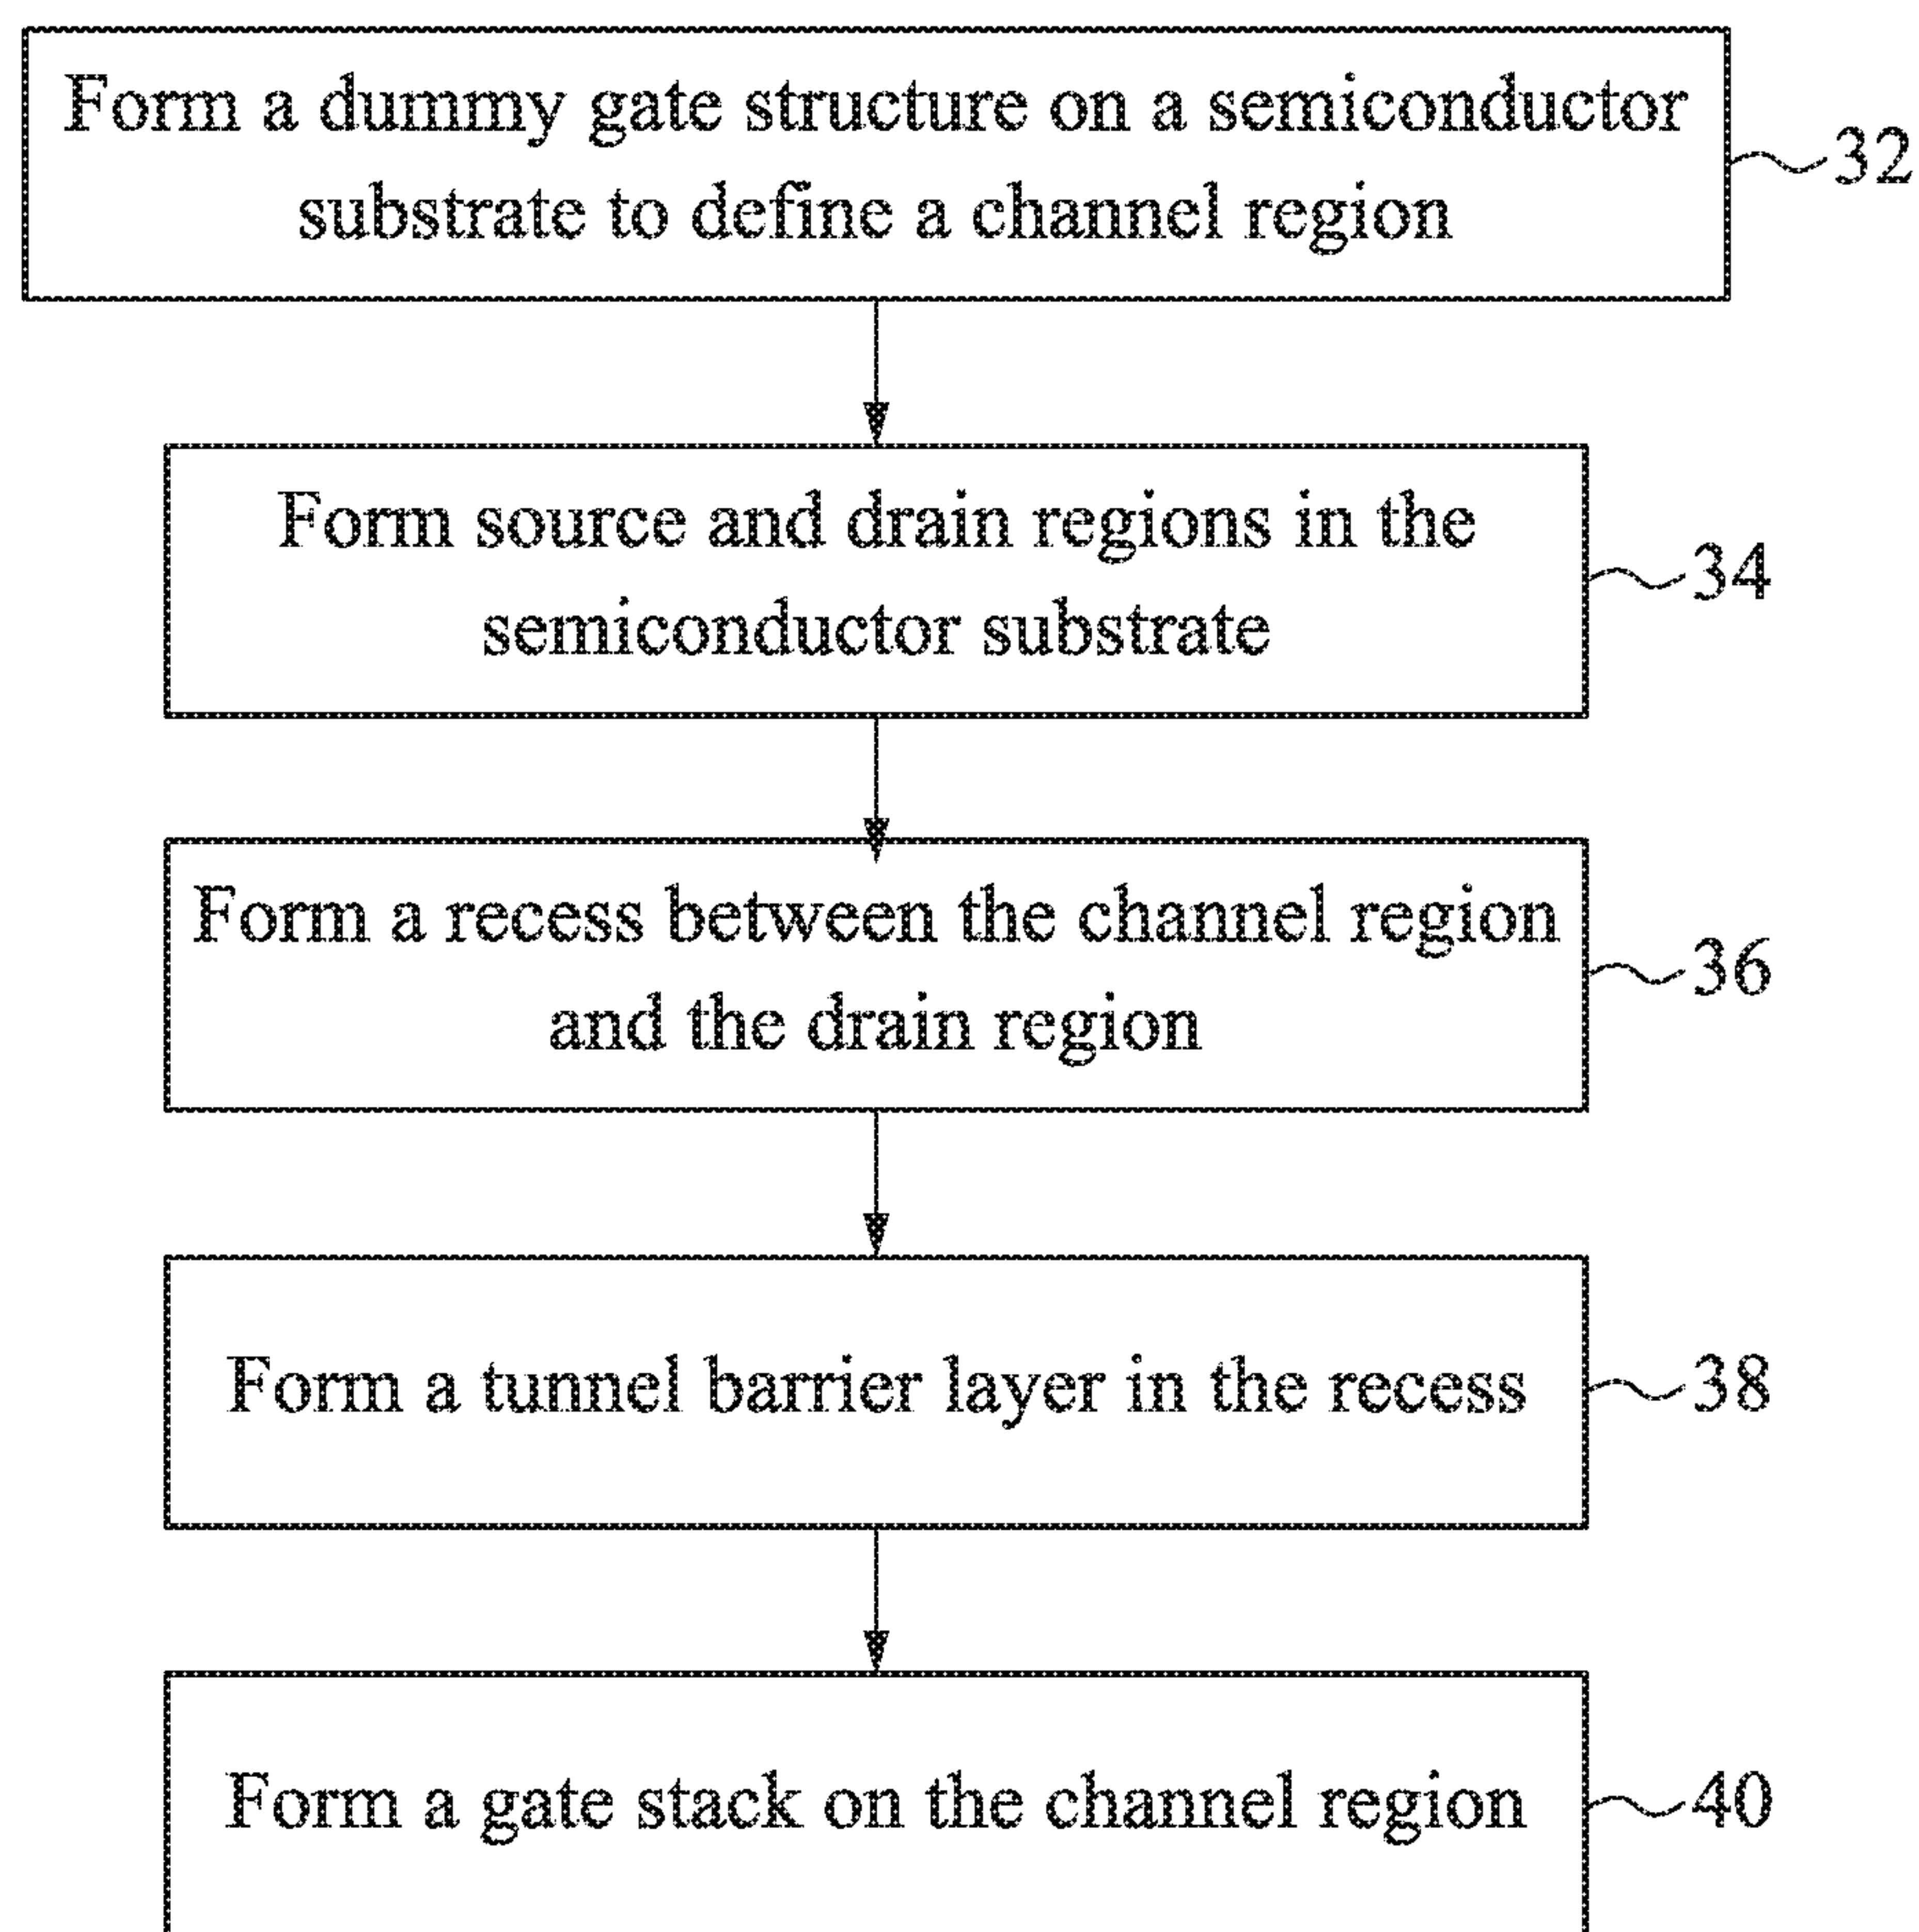 Form a dummy gate structure on a semiconductor
substrate to define a channel region
32
Form source and drain regions in the
semiconductor substrate
34
Form a recess between the channel region
and the drain region
36
Form a tunnel barrier layer in the recess
38
Form a gate stack on the channel region
40